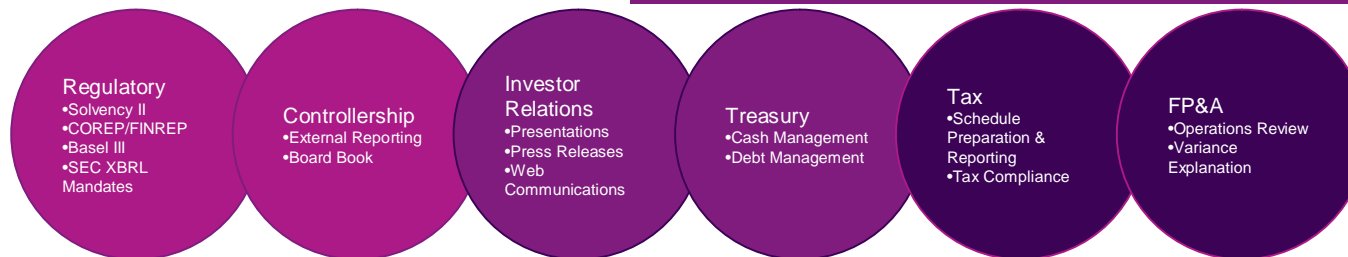 Regulatory
•Solvency II
•COREP/FINREP
•Basel III
•SEC XBRL
Mandates
Controllership
•External Reporting
•Board Book
Investor
Relations
•Presentations
•Press Releases
•Web
Communications
Treasury
•Cash Management
•Debt Management
Tax
•Schedule
Preparation &
Reporting
•Tax Compliance
FP&A
•Operations Review
•Variance
Explanation